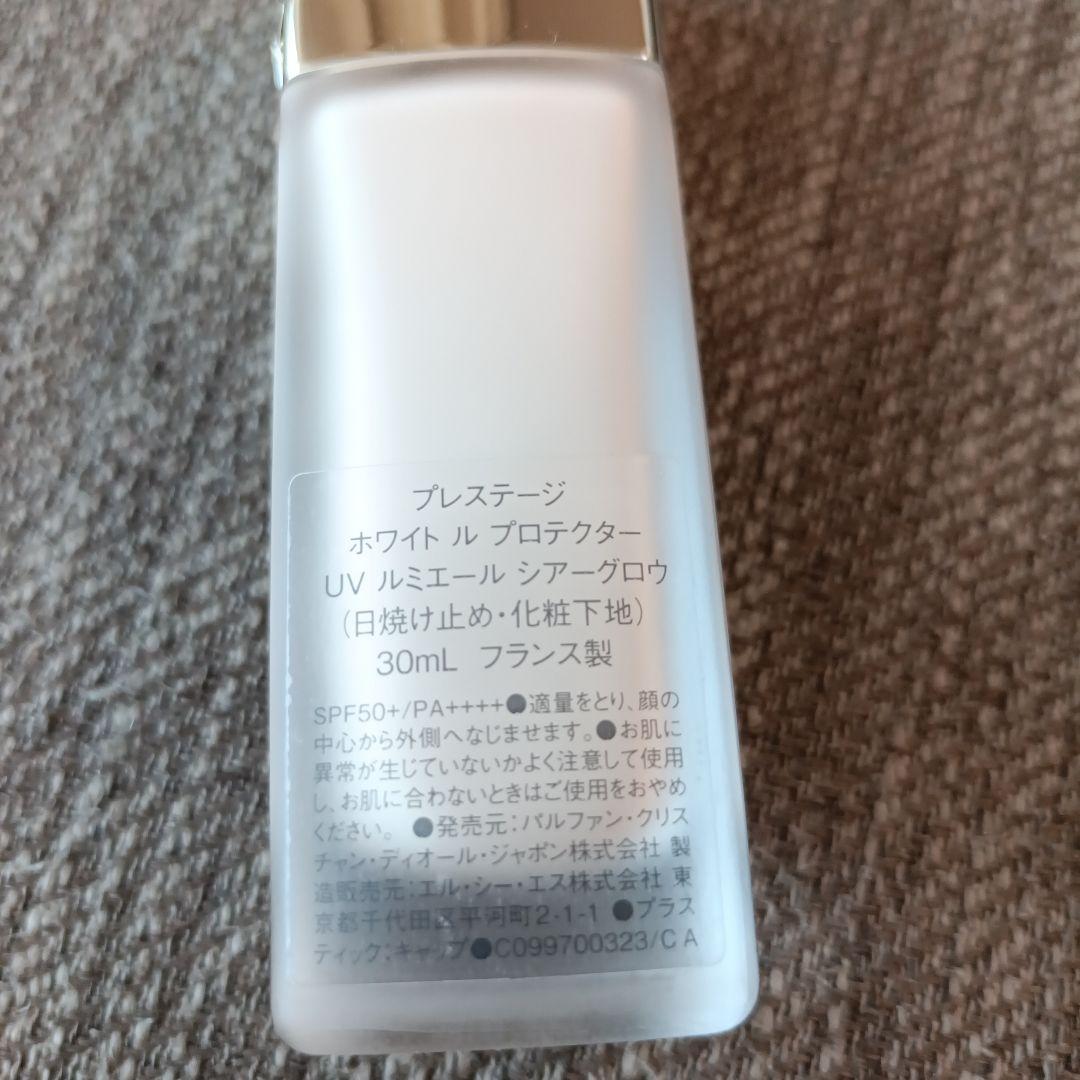 プレステージ
ホワイト ル プロテクター
UV ルミエール シアーグロウ
（日焼け止め・化粧下地）
30mL フランス製
SPF50+/PA++++●適量をとり、顔の
中心から外側へなじませます。●お肌に
異常が生じていないかよく注意して使用
し、お肌に合わないときはご使用をおやめ
ください。 ●発売元：パルファン・クリス
チャン・ディオール・ジャポン株式会社 製
造販売元：エル・シー・エス株式会社 東
京都千代田区平河町2-1-1 ●プラス
ティック：キャップ●C099700323/C A